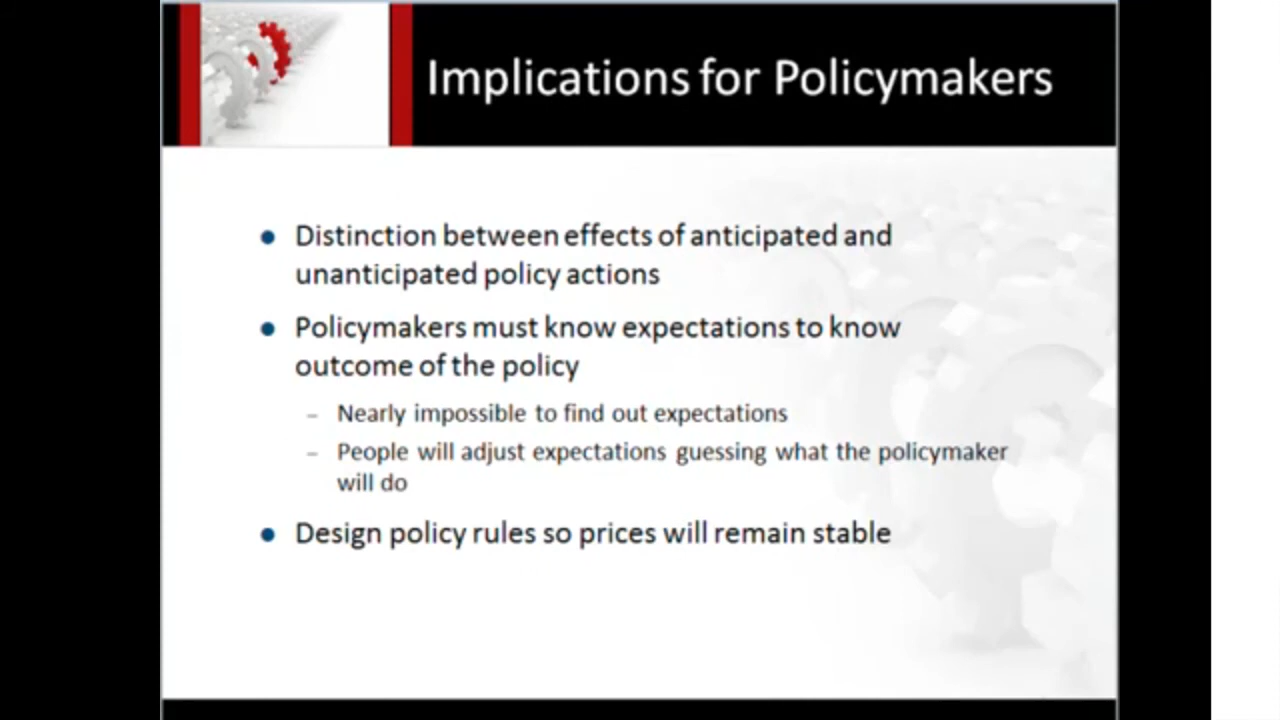 Implications for Policymakers
● Distinction between effects of anticipated and
unanticipated policy actions
● Policymakers must know expectations to know
outcome of the policy
– Nearly impossible to find out expectations
– People will adjust expectations guessing what the policymaker
will do
● Design policy rules so prices will remain stable